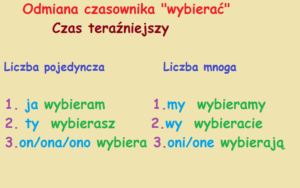 Odmiana czasownika "wybierać"
Czas teraźniejszy
Liczba pojedyncza Liczba mnoga
1. ja wybieram 1.my wybieramy
2. ty wybierasz 2.wy wybieracie
3.on/ona/ono wybiera 3.oni/one wybierają